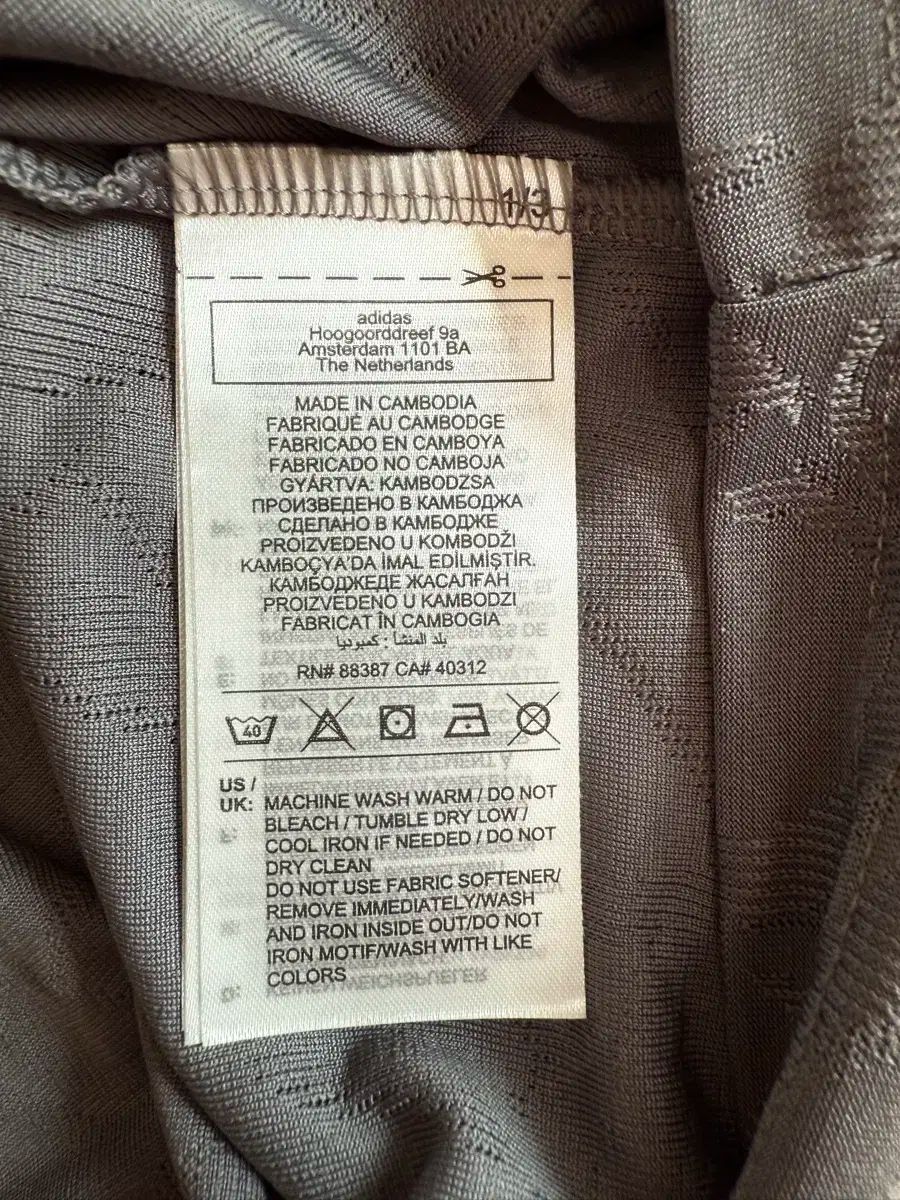 1/3
adidas
Hoogoorddreef 9a
Amsterdam 1101 BA
The Netherlands
MADE IN CAMBODIA
FABRIQUÉ AU CAMBODGE
FABRICADO EN CAMBOYA
FABRICADO NO CAMBOJA
GYÁRTVA: KAMBODZSA
ПРОИЗВЕДЕНО В КАМБОДЖА
СДЕЛАНО В КАМБОДЖЕ
PROIZVEDENO U KOMBODŽI
KAMBOÇYA'DA İMAL EDİLMİŞTİR.
КАМБОДЖЕДЕ ЖАСАЛҒАН
PROIZVEDENO U KAMBODZI
FABRICAT ÎN CAMBOGIA
بلد المنشأ : كمبوديا
RN# 88387 CA# 40312
40
US /
UK: MACHINE WASH WARM / DO NOT
BLEACH / TUMBLE DRY LOW /
COOL IRON IF NEEDED / DO NOT
DRY CLEAN
DO NOT USE FABRIC SOFTENER/
REMOVE IMMEDIATELY/WASH
AND IRON INSIDE OUT/DO NOT
IRON MOTIF/WASH WITH LIKE
COLORS